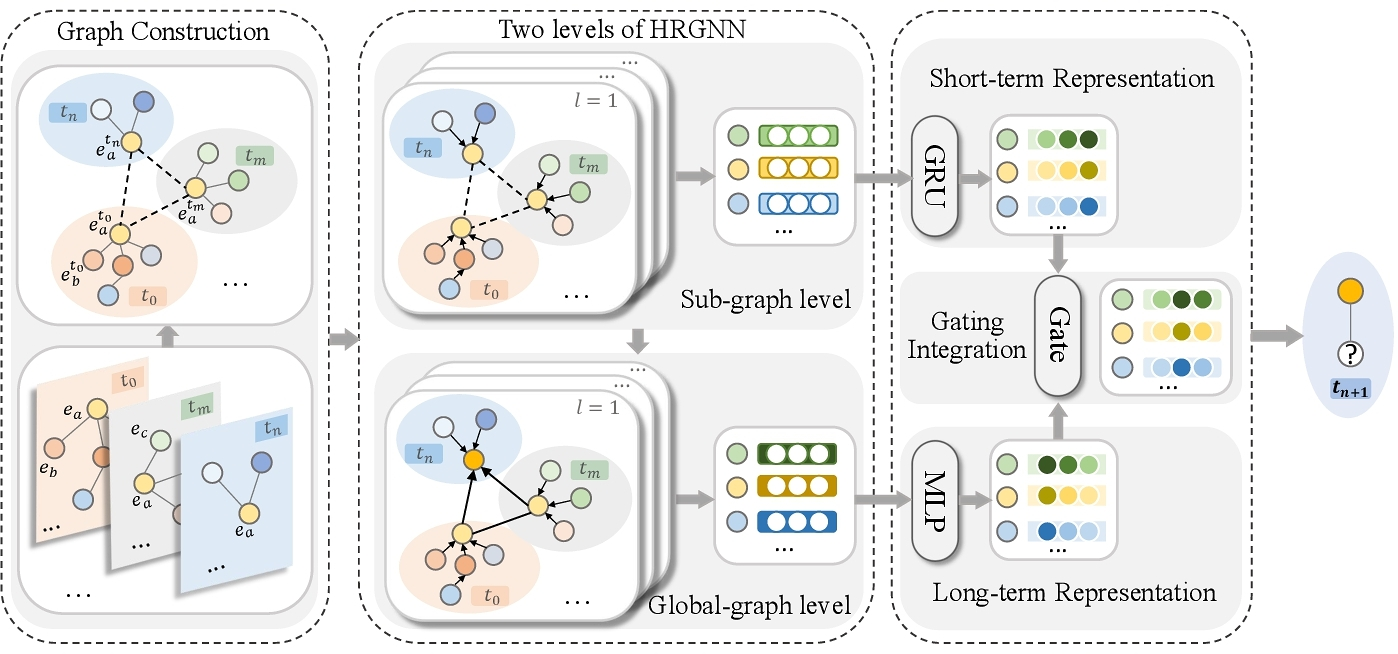 Graph Construction
t_n
e_a^{t_n}
t_m
e_a^{t_m}
e_a^{t_0}
e_b^{t_0}
t_0
...
t_0
e_a
e_b
...
t_m
e_c
e_a
...
t_n
e_a
...
...
Two levels of HRGNN
...
...
l = 1
t_n
t_m
t_0
...
...
Sub-graph level
...
...
l = 1
t_n
t_m
t_0
...
...
Global-graph level
Short-term Representation
GRU
...
Gating
Integration
Gate
...
MLP
...
Long-term Representation
?
t_{n+1}